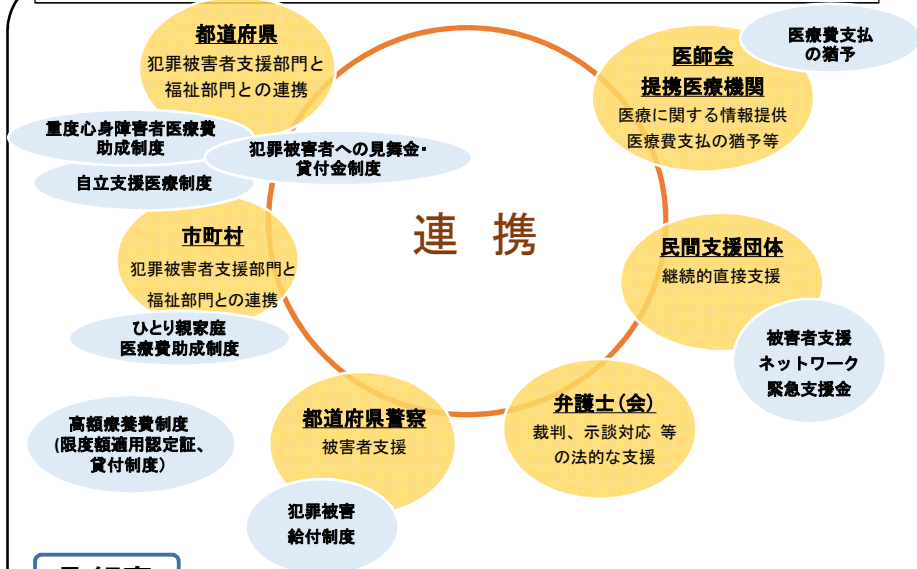 都道府県
犯罪被害者支援部門と
福祉部門との連携
重度心身障害者医療費
助成制度
犯罪被害者への見舞金・
貸付金制度
自立支援医療制度
市町村
犯罪被害者支援部門と
福祉部門との連携
ひとり親家庭
医療費助成制度
高額療養費制度
(限度額適用認定証、
貸付制度)
都道府県警察
被害者支援
犯罪被害
給付制度
連 携
医療費支払
の猶予
医師会
提携医療機関
医療に関する情報提供
医療費支払の猶予等
民間支援団体
継続的直接支援
被害者支援
ネットワーク
緊急支援金
弁護士(会)
裁判、示談対応 等
の法的な支援